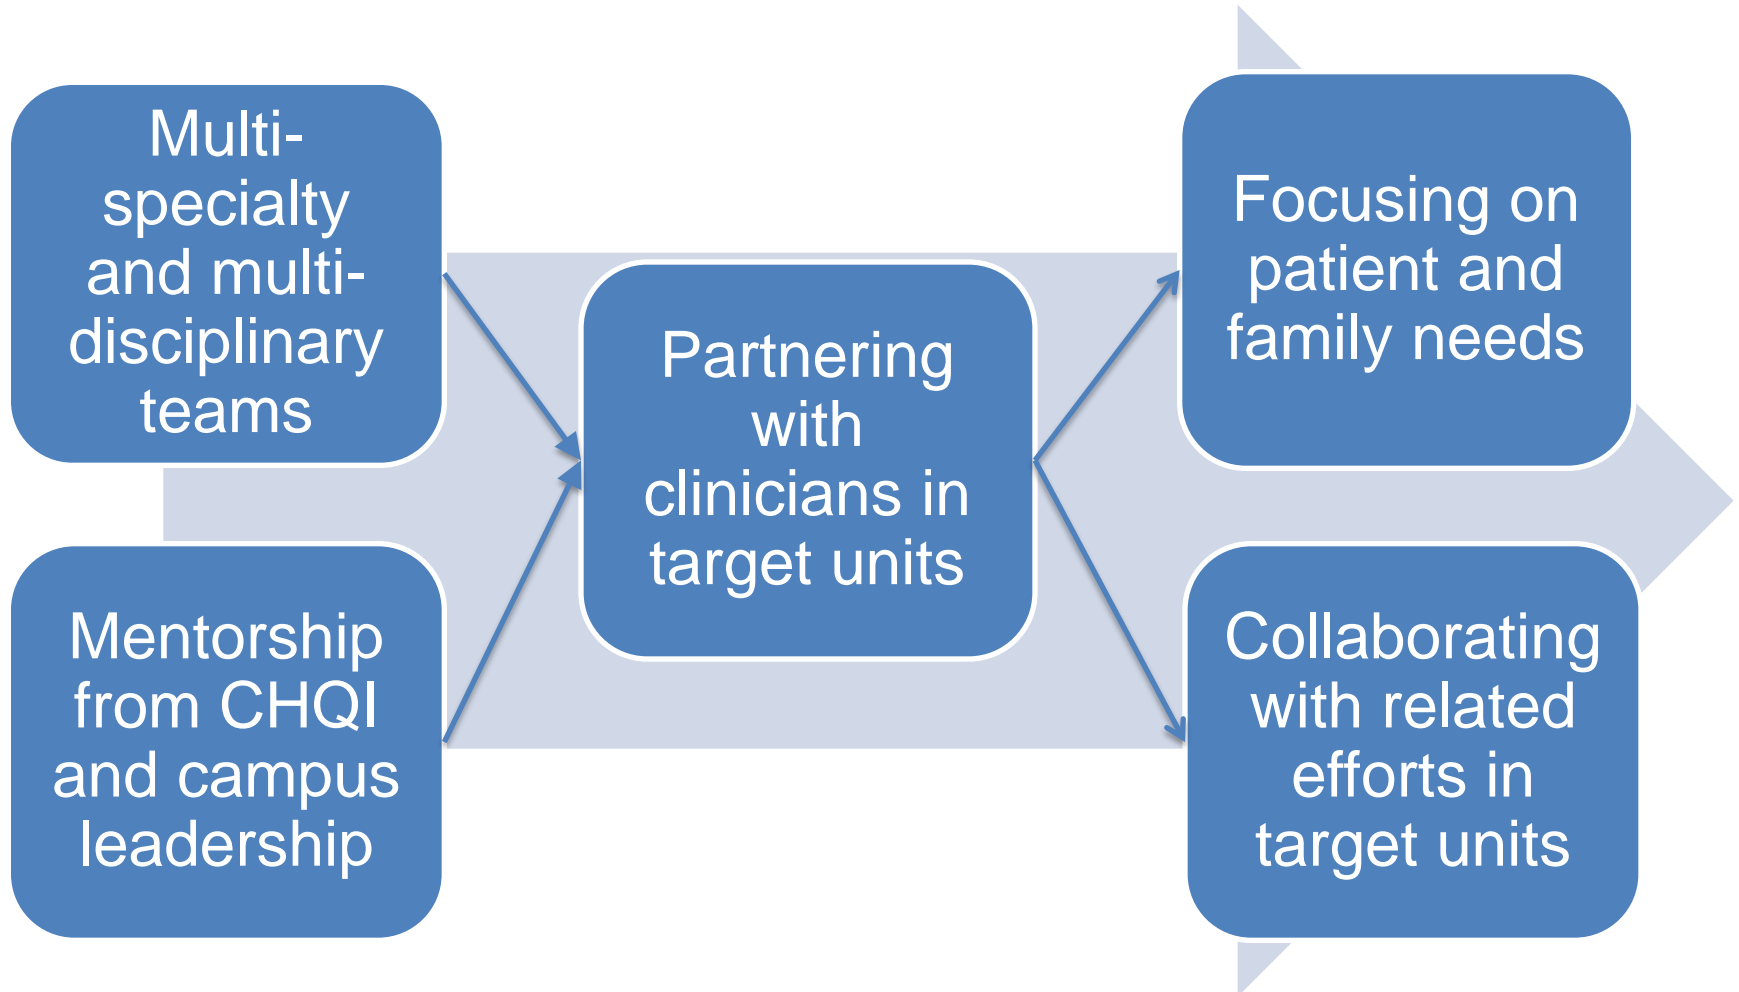 Multi-
specialty
and multi-
disciplinary
teams
Mentorship
from CHQI
and campus
leadership
Partnering
with
clinicians in
target units
Focusing on
patient and
family needs
Collaborating
with related
efforts in
target units